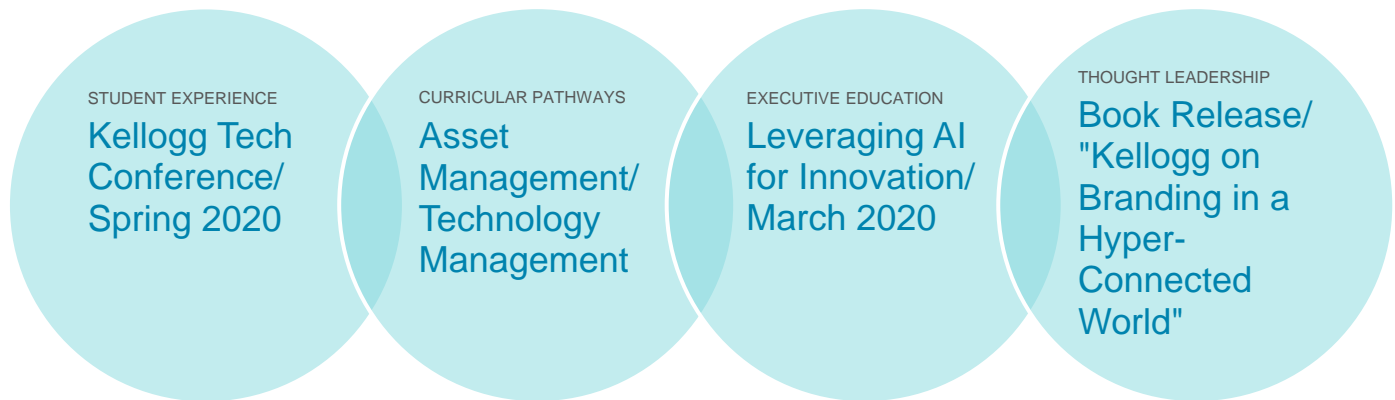 STUDENT EXPERIENCE
Kellogg Tech
Conference/
Spring 2020
CURRICULAR PATHWAYS
Asset
Management/
Technology
Management
EXECUTIVE EDUCATION
Leveraging AI
for Innovation/
March 2020
THOUGHT LEADERSHIP
Book Release/
"Kellogg on
Branding in a
Hyper-
Connected
World"